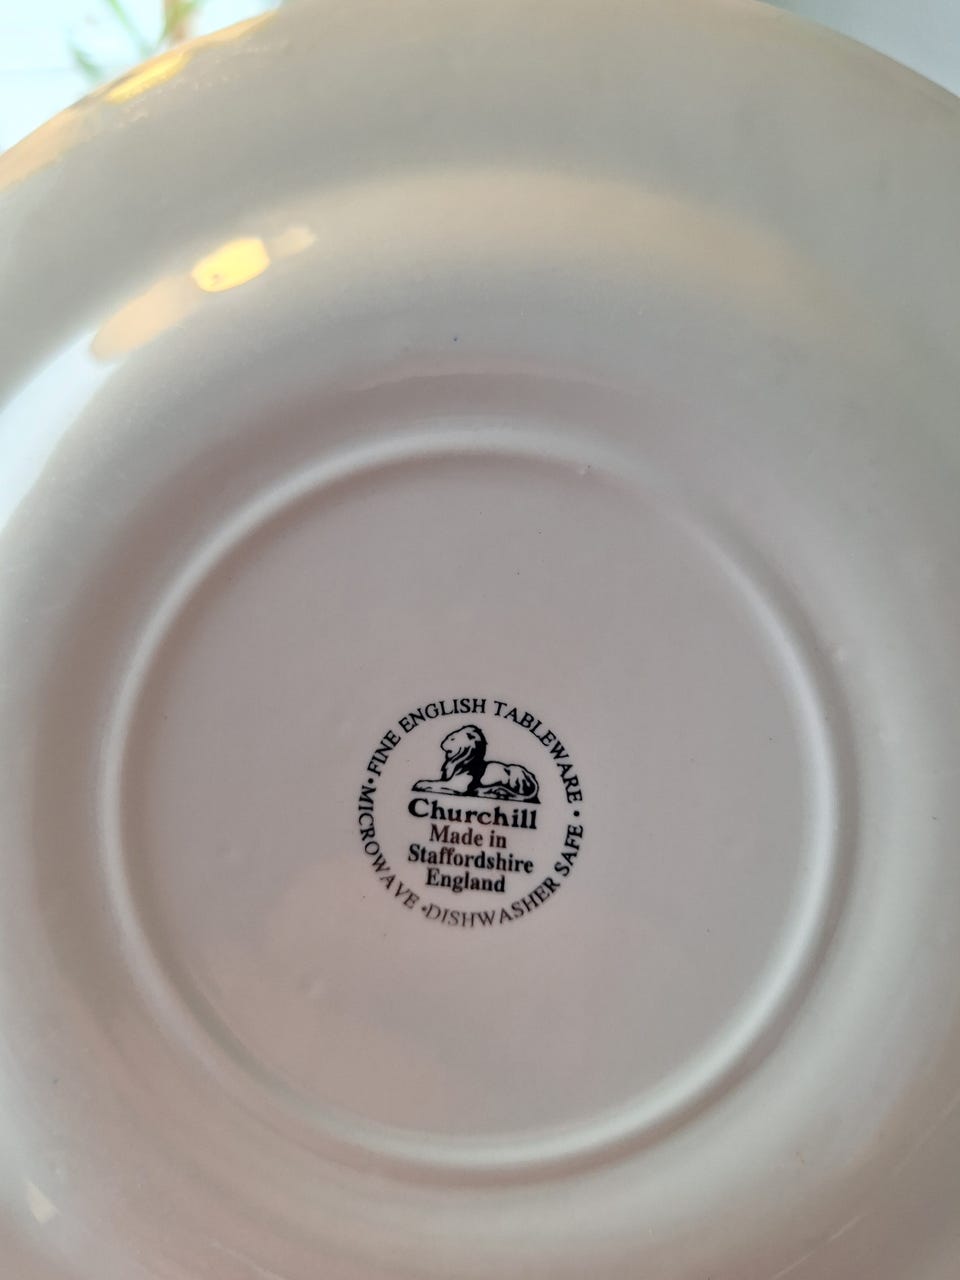 FINE ENGLISH TABLEWARE •
Churchill
Made in
Staffordshire
England
MICROWAVE • DISHWASHER SAFE •